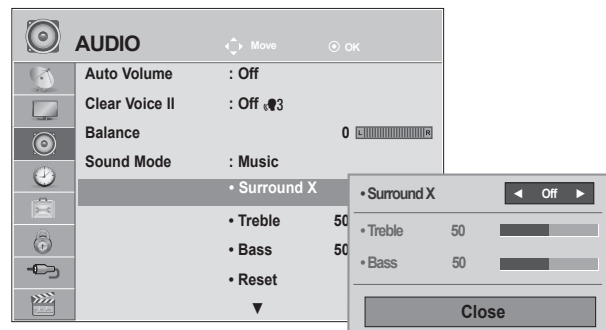 AUDIO
Move
OK
Auto Volume : Off
Clear Voice II : Off 3
Balance 0 L R
Sound Mode : Music
• Surround X
• Treble 50
• Bass 50
• Reset
▼
• Surround X ◄ Off ►
• Treble 50
• Bass 50
Close